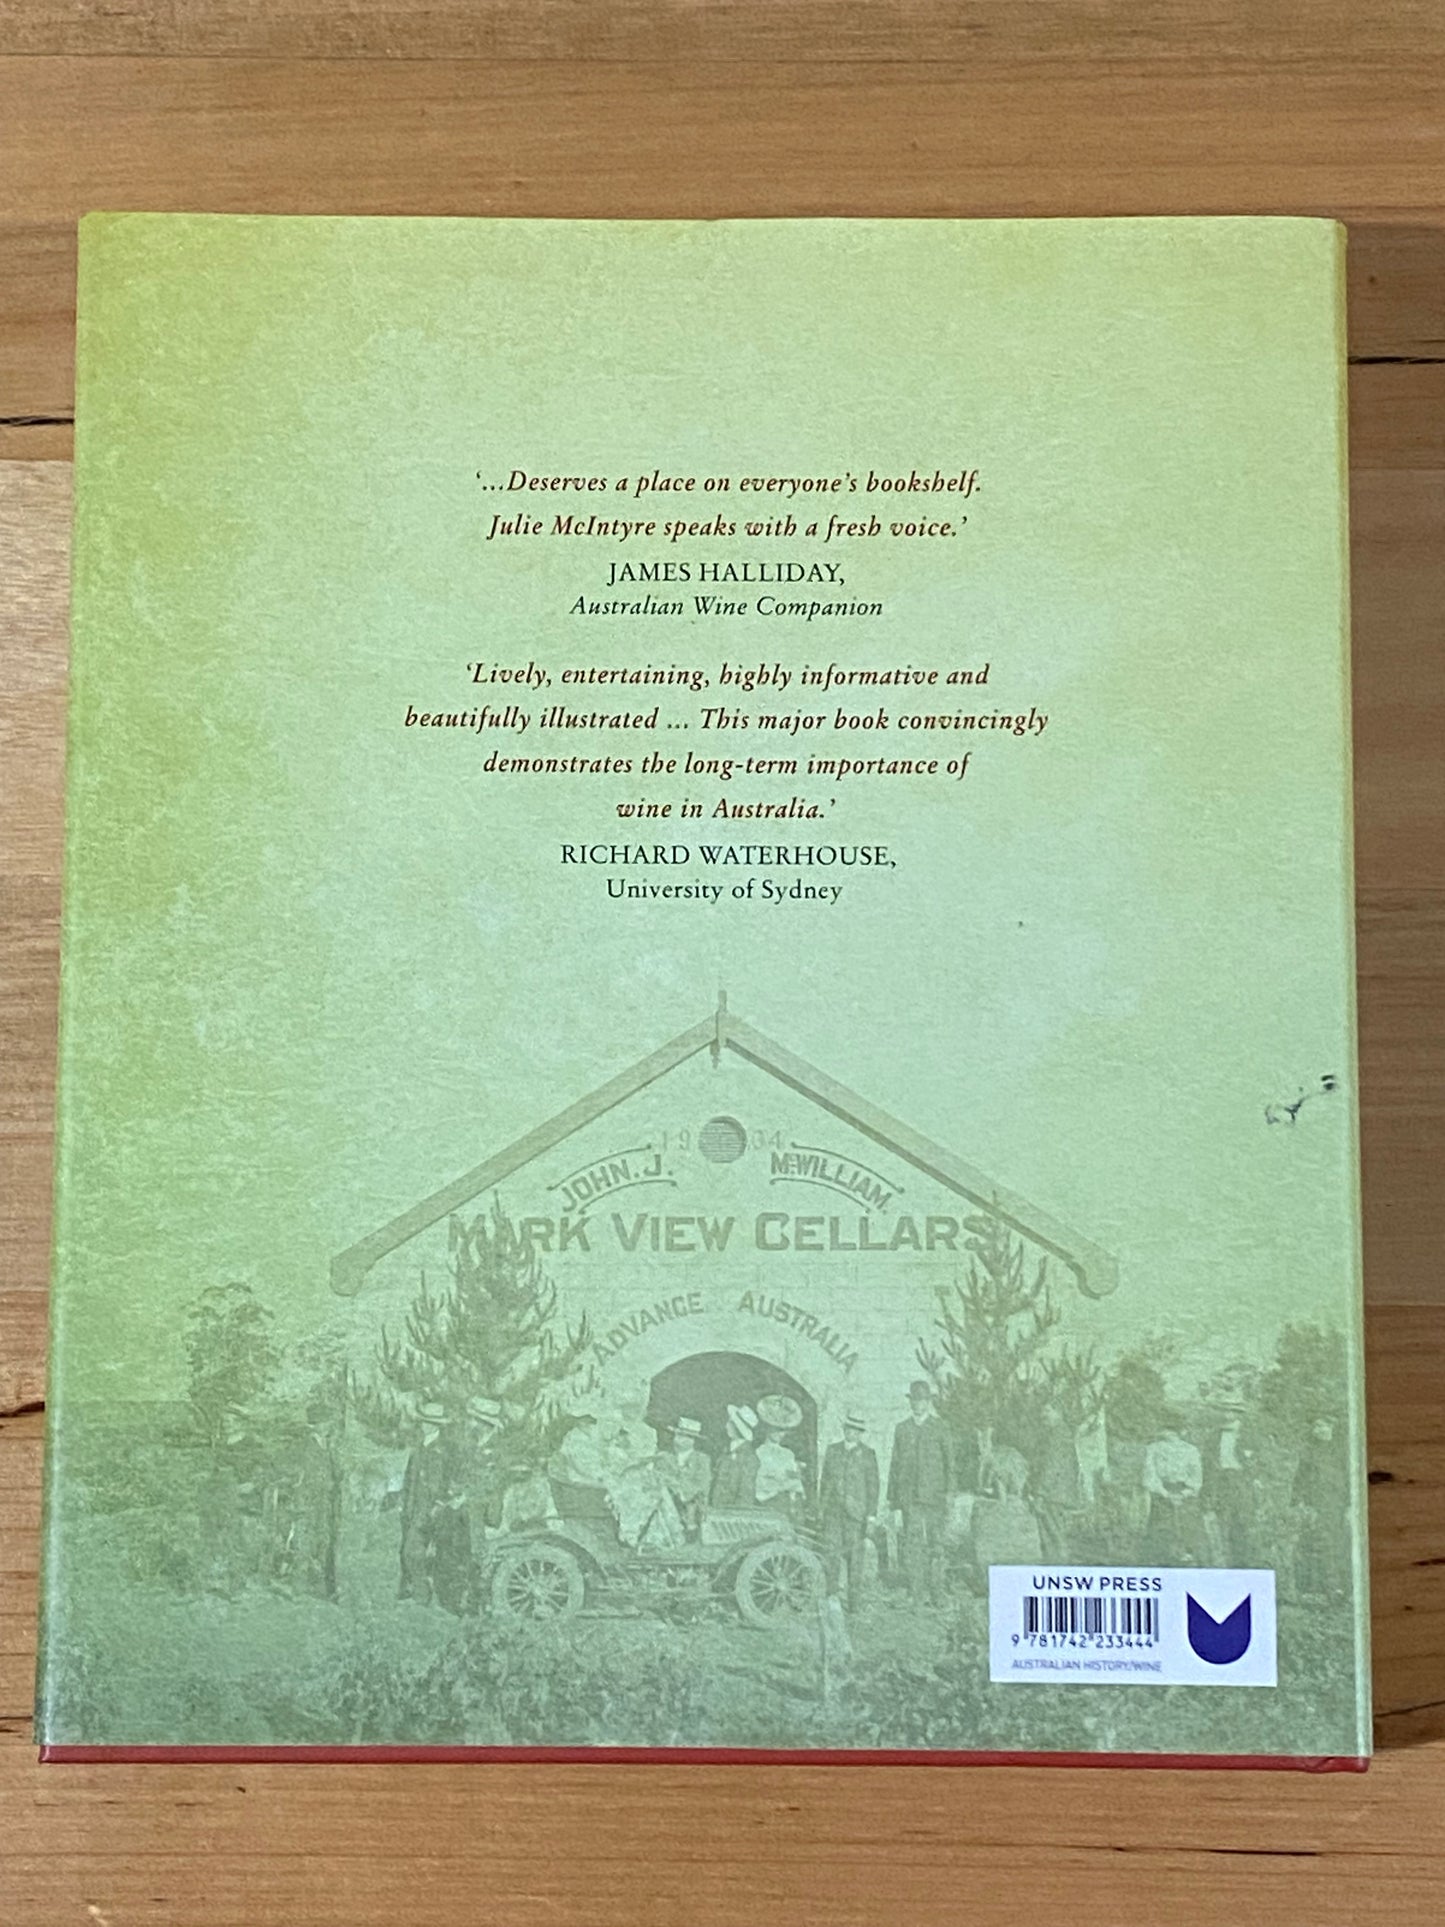 ‘...Deserves a place on everyone’s bookshelf.
Julie McIntyre speaks with a fresh voice.’
JAMES HALLIDAY,
Australian Wine Companion
‘Lively, entertaining, highly informative and
beautifully illustrated ... This major book convincingly
demonstrates the long-term importance of
wine in Australia.’
RICHARD WATERHOUSE,
University of Sydney
19 04
JOHN. J. McWILLIAM.
MARK VIEW CELLARS
ADVANCE AUSTRALIA
UNSW PRESS
9 781742 233444
AUSTRALIAN HISTORY/WINE